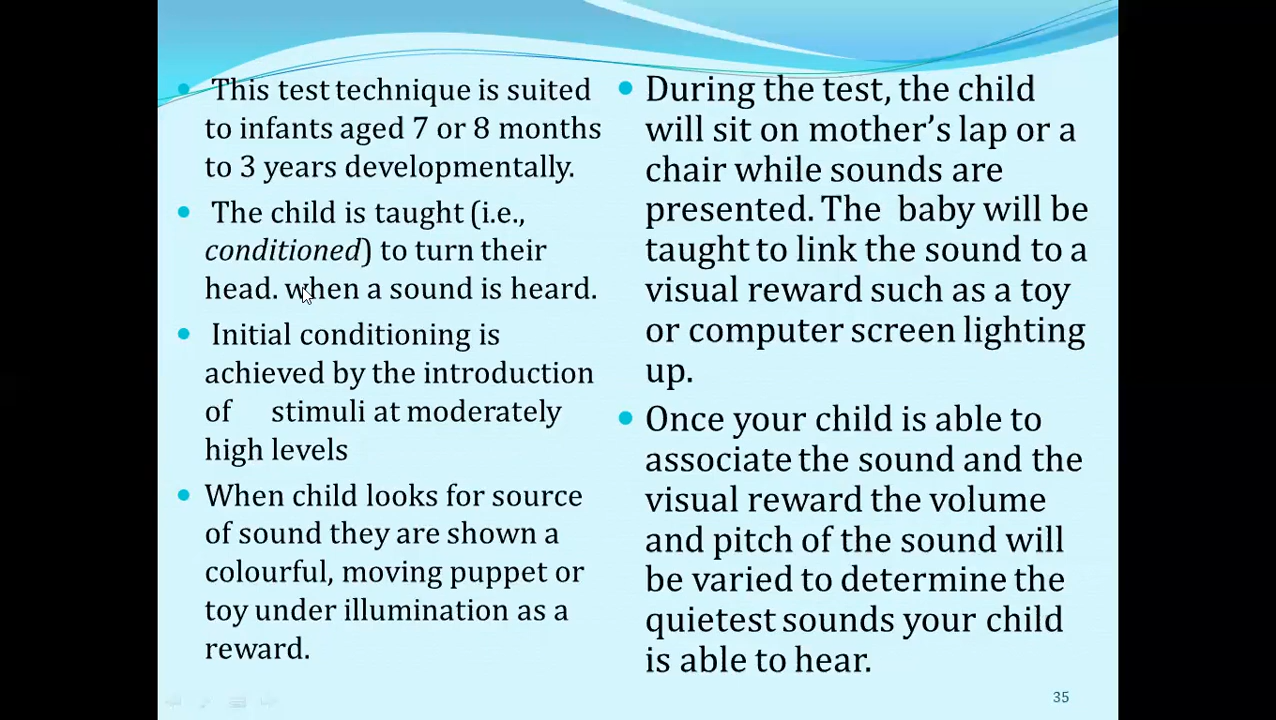 • This test technique is suited
to infants aged 7 or 8 months
to 3 years developmentally.
• The child is taught (i.e.,
conditioned) to turn their
head. when a sound is heard.
• Initial conditioning is
achieved by the introduction
of stimuli at moderately
high levels
• When child looks for source
of sound they are shown a
colourful, moving puppet or
toy under illumination as a
reward.
• During the test, the child
will sit on mother’s lap or a
chair while sounds are
presented. The baby will be
taught to link the sound to a
visual reward such as a toy
or computer screen lighting
up.
• Once your child is able to
associate the sound and the
visual reward the volume
and pitch of the sound will
be varied to determine the
quietest sounds your child
is able to hear.
35